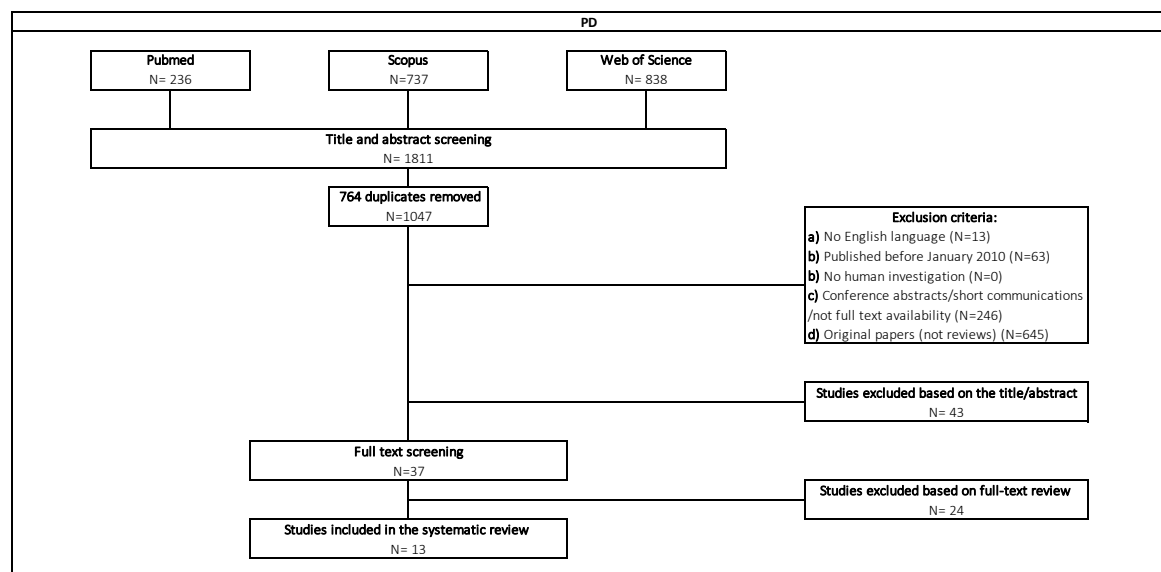 PD
Pubmed
N= 236
Scopus
N=737
Web of Science
N= 838
Title and abstract screening
N= 1811
764 duplicates removed
N=1047
Exclusion criteria:
a) No English language (N=13)
b) Published before January 2010 (N=63)
b) No human investigation (N=0)
c) Conference abstracts/short communications
/not full text availability (N=246)
d) Original papers (not reviews) (N=645)
Studies excluded based on the title/abstract
N= 43
Full text screening
N=37
Studies excluded based on full-text review
N= 24
Studies included in the systematic review
N= 13